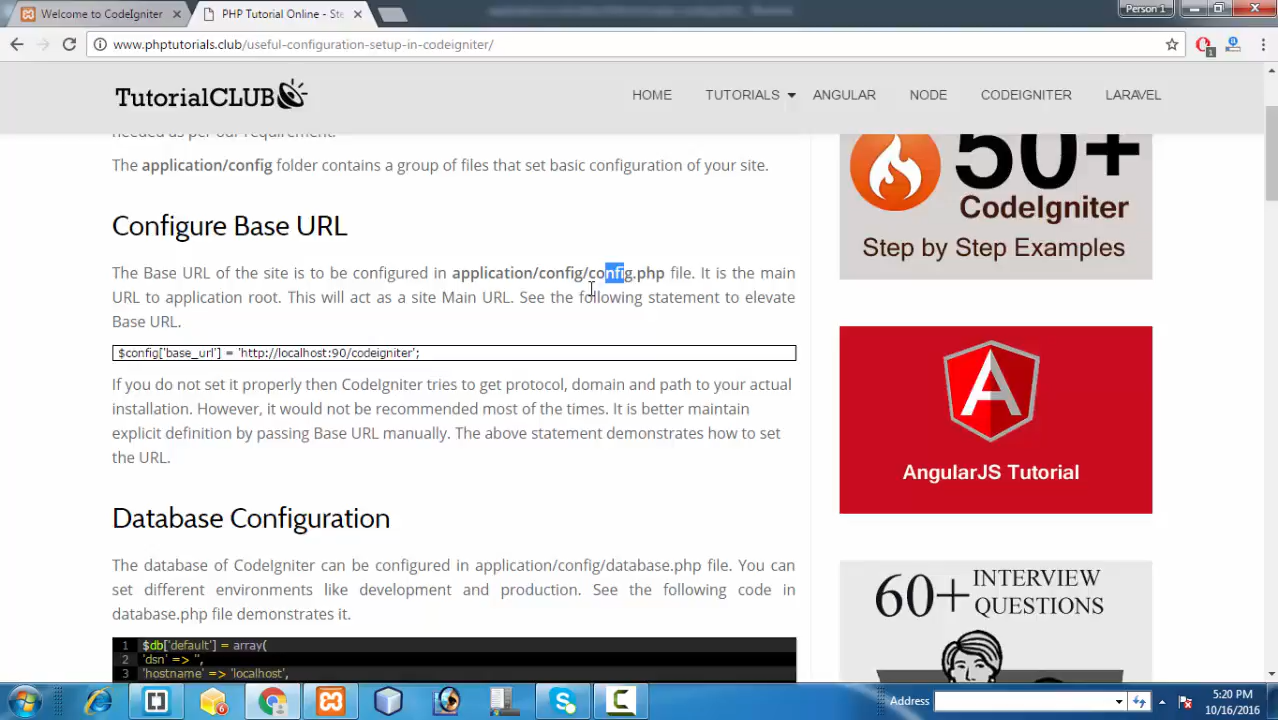 Welcome to CodeIgniter
PHP Tutorial Online - Ste
Person 1
www.phptutorials.club/useful-configuration-setup-in-codeigniter/
1
TutorialCLUB
HOME
TUTORIALS
ANGULAR
NODE
CODEIGNITER
LARAVEL
needed as per our requirement.
The application/config folder contains a group of files that set basic configuration of your site.
Configure Base URL
The Base URL of the site is to be configured in application/config/config.php file. It is the main
URL to application root. This will act as a site Main URL. See the following statement to elevate
Base URL.
$config['base_url'] = 'http://localhost:90/codeigniter';
If you do not set it properly then CodeIgniter tries to get protocol, domain and path to your actual
installation. However, it would not be recommended most of the times. It is better maintain
explicit definition by passing Base URL manually. The above statement demonstrates how to set
the URL.
Database Configuration
The database of CodeIgniter can be configured in application/config/database.php file. You can
set different environments like development and production. See the following code in
database.php file demonstrates it.
1 $db['default'] = array(
2 'dsn' => '',
3 'hostname' => 'localhost',
50+
CodeIgniter
Step by Step Examples
A
AngularJS Tutorial
60+ INTERVIEW
QUESTIONS
Address
5:20 PM
10/16/2016